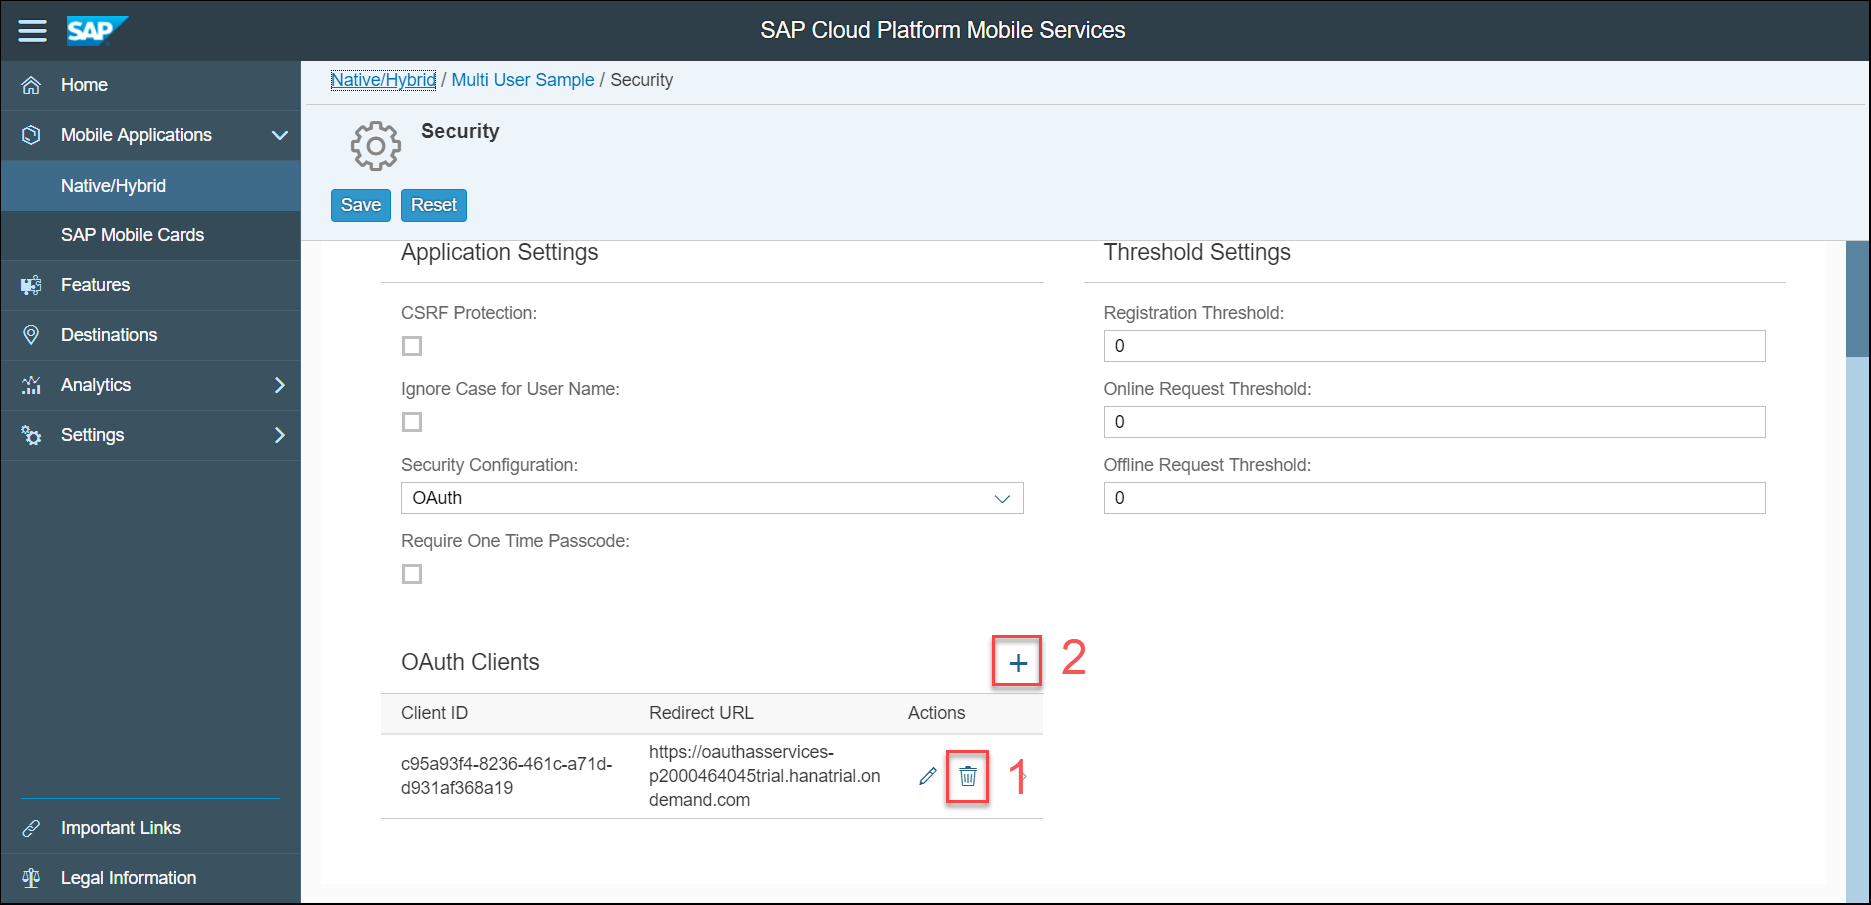 SAP
SAP Cloud Platform Mobile Services
Home
Mobile Applications
Native/Hybrid
SAP Mobile Cards
Features
Destinations
Analytics
Settings
Important Links
Legal Information
Native/Hybrid / Multi User Sample / Security
Security
Save Reset
Application Settings
CSRF Protection:
Ignore Case for User Name:
Security Configuration:
OAuth
Require One Time Passcode:
Threshold Settings
Registration Threshold:
0
Online Request Threshold:
0
Offline Request Threshold:
0
OAuth Clients
2
Client ID Redirect URL Actions
c95a93f4-8236-461c-a71d-
d931af368a19
https://oauthasservices-
p2000464045trial.hanatrial.on
demand.com
1